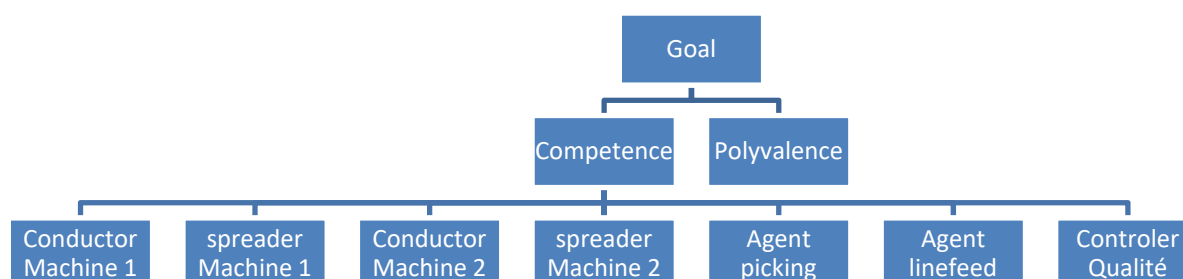 Goal
Competence
Polyvalence
Conductor
Machine 1
spreader
Machine 1
Conductor
Machine 2
spreader
Machine 2
Agent
picking
Agent
linefeed
Controler
Qualité